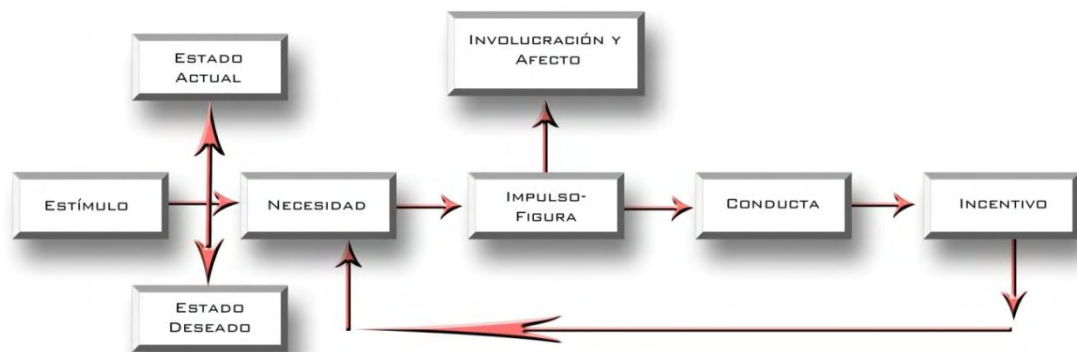 ESTADO
ACTUAL
INVOLUCRACIÓN Y
AFECTO
ESTÍMULO
NECESIDAD
IMPULSO-
FIGURA
CONDUCTA
INCENTIVO
ESTADO
DESEADO